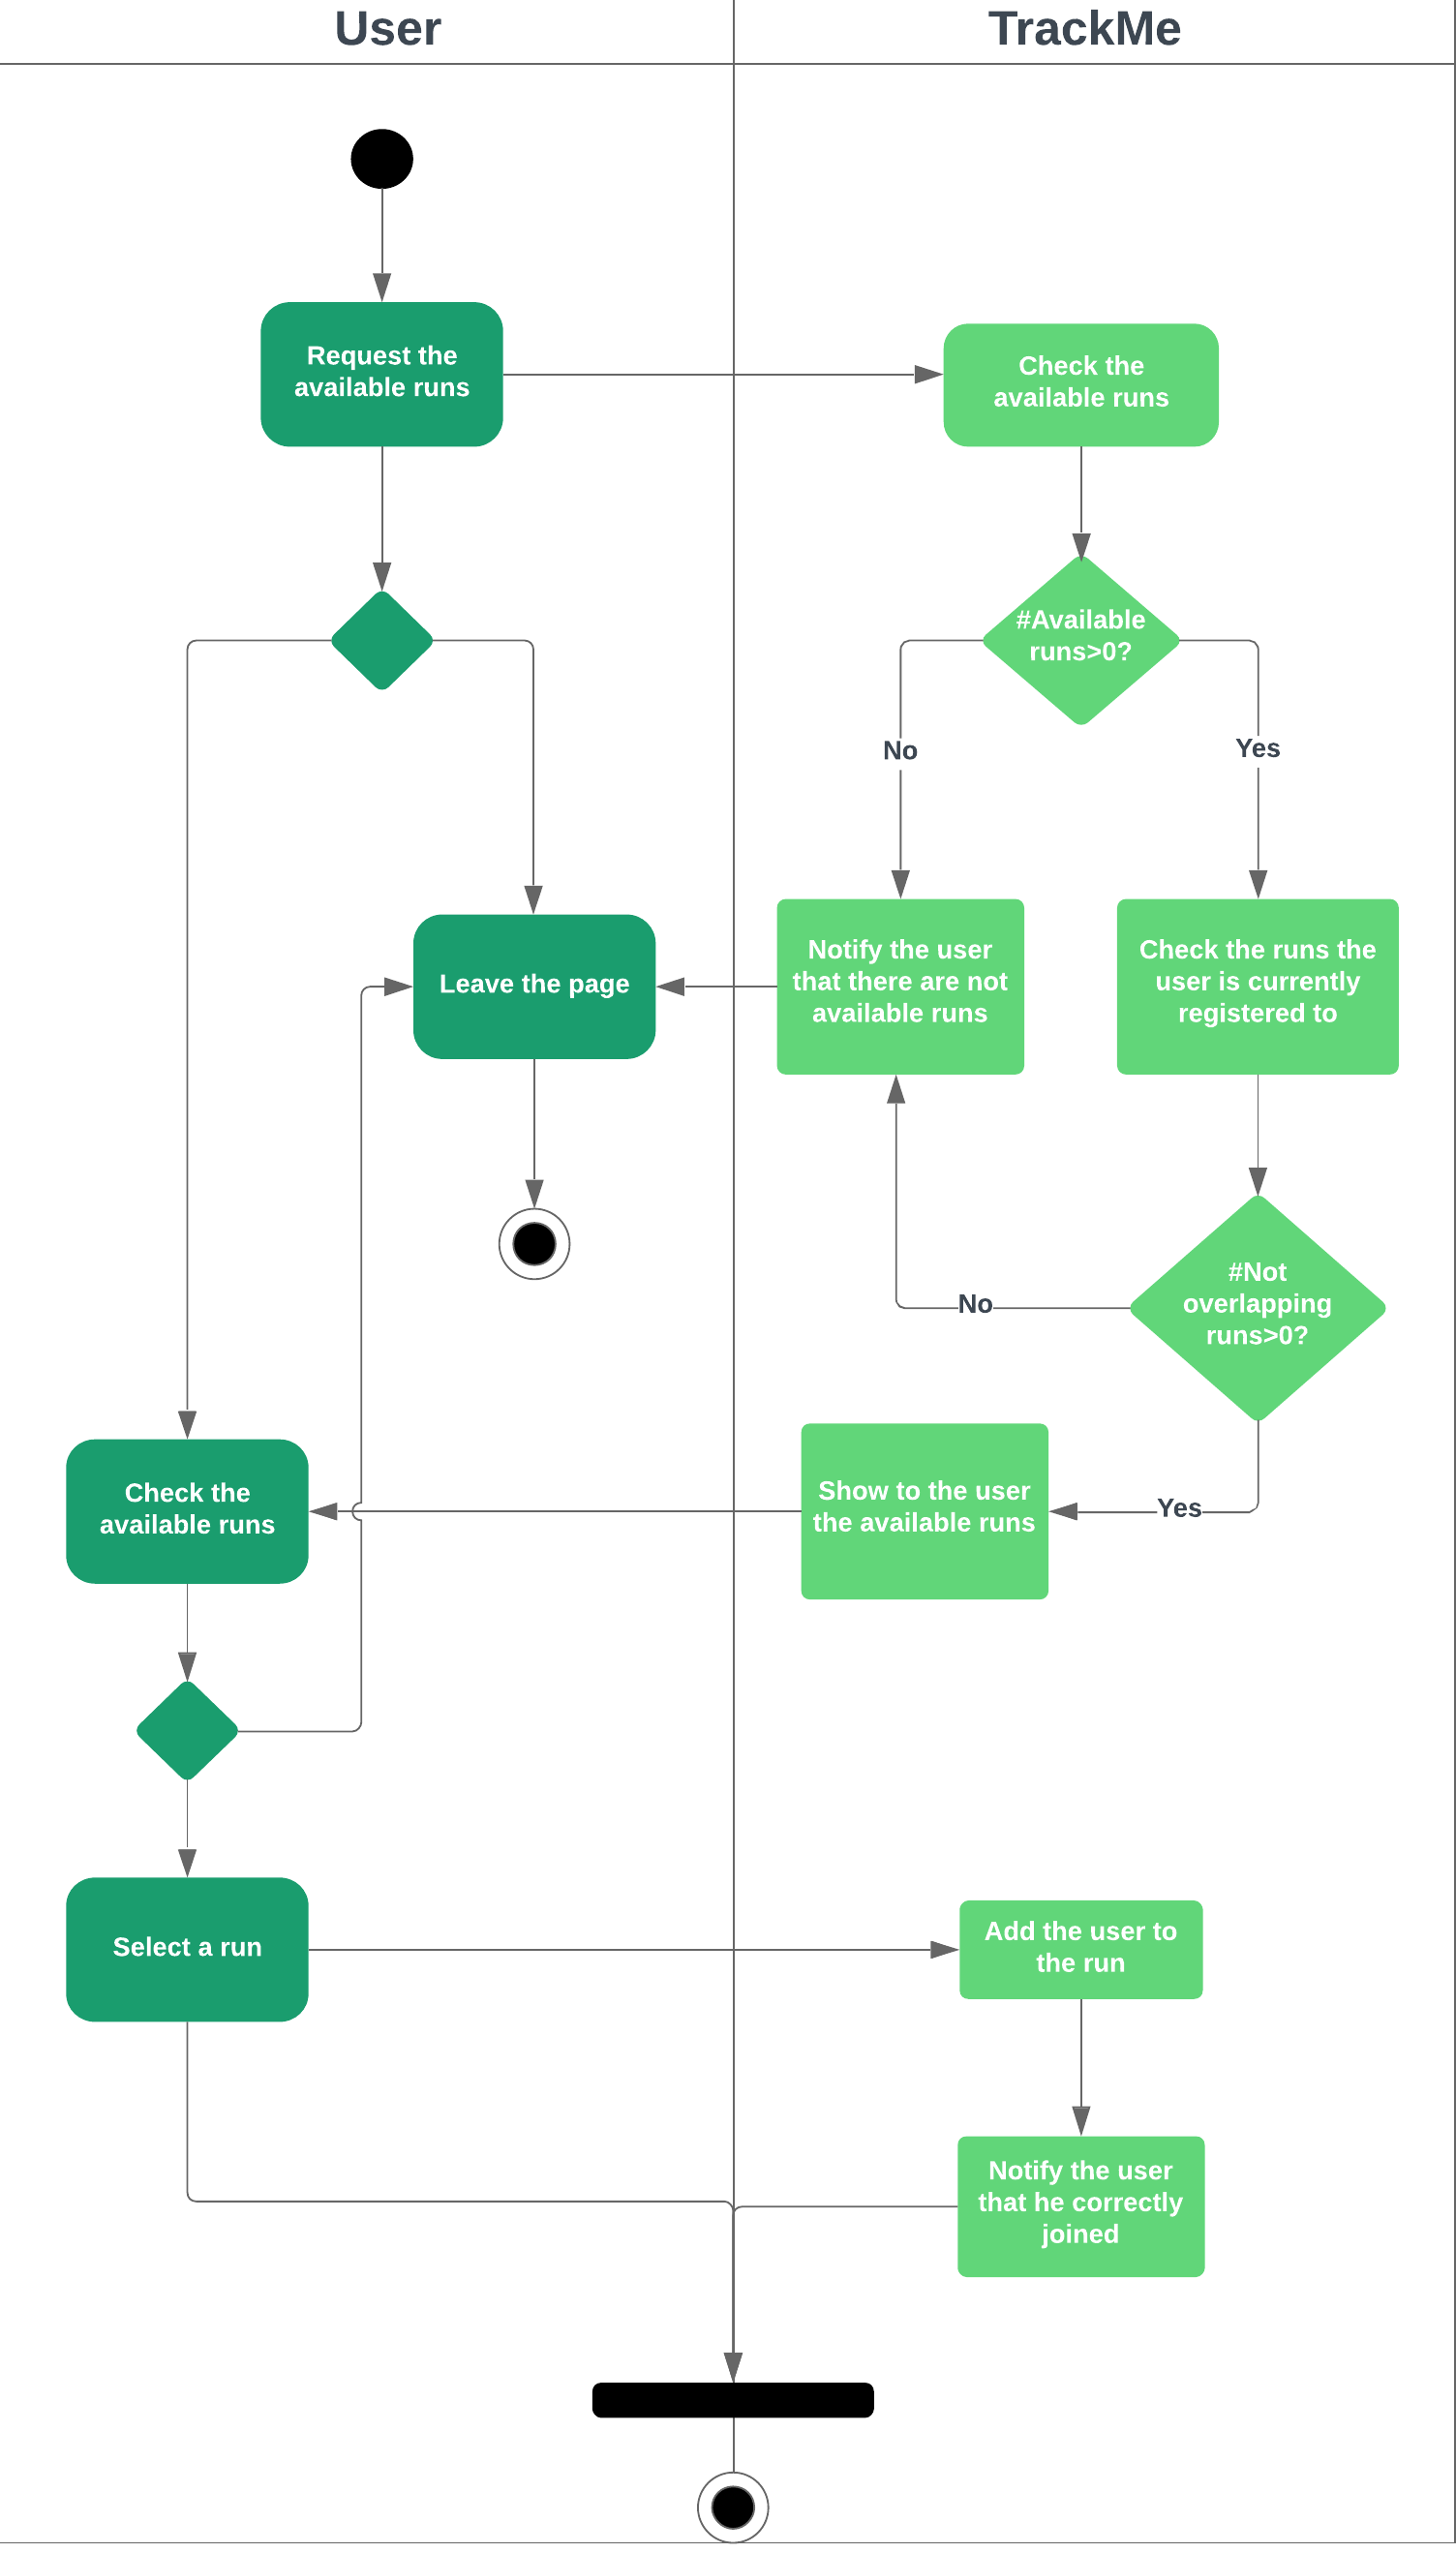 User
TrackMe
Request the
available runs
Check the
available runs
#Available
runs>0?
No
Yes
Leave the page
Notify the user
that there are not
available runs
Check the runs the
user is currently
registered to
#Not
overlapping
runs>0?
No
Check the
available runs
Show to the user
the available runs
Yes
Select a run
Add the user to
the run
Notify the user
that he correctly
joined